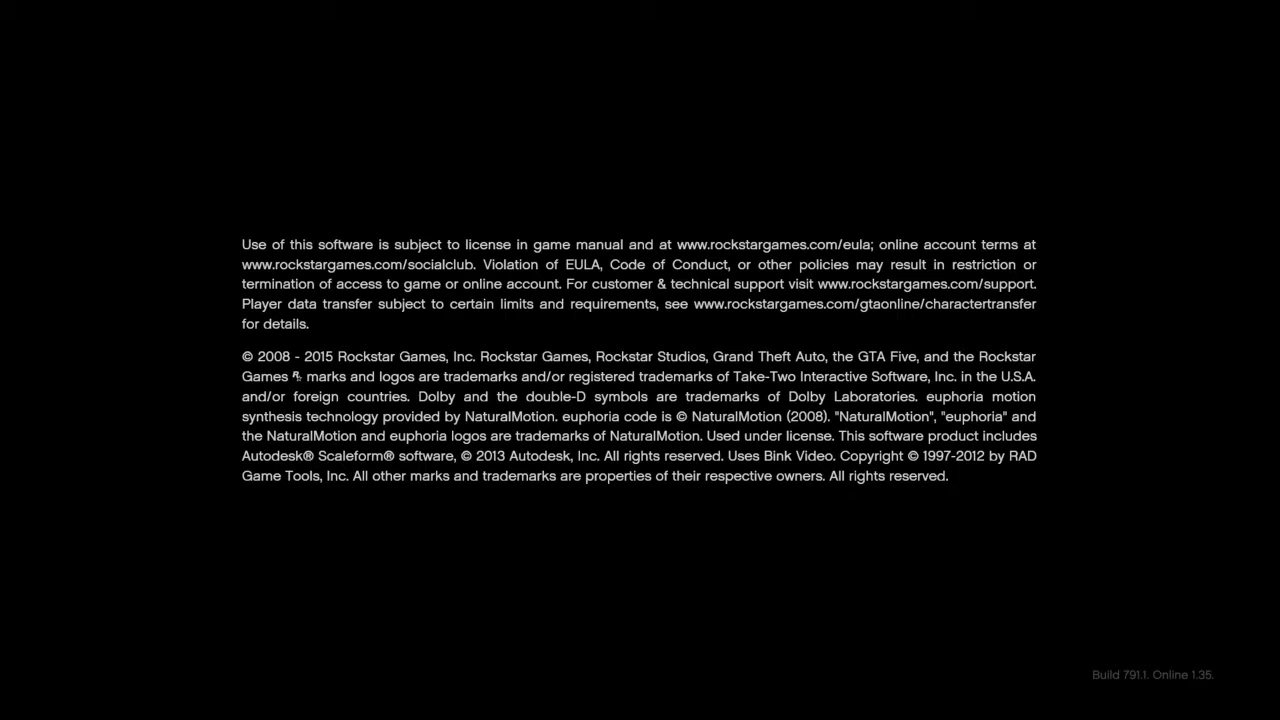 Use of this software is subject to license in game manual and at www.rockstargames.com/eula; online account terms at
www.rockstargames.com/socialclub. Violation of EULA, Code of Conduct, or other policies may result in restriction or
termination of access to game or online account. For customer & technical support visit www.rockstargames.com/support.
Player data transfer subject to certain limits and requirements, see www.rockstargames.com/gtaonline/charactertransfer
for details.
© 2008 - 2015 Rockstar Games, Inc. Rockstar Games, Rockstar Studios, Grand Theft Auto, the GTA Five, and the Rockstar
Games R* marks and logos are trademarks and/or registered trademarks of Take-Two Interactive Software, Inc. in the U.S.A.
and/or foreign countries. Dolby and the double-D symbols are trademarks of Dolby Laboratories. euphoria motion
synthesis technology provided by NaturalMotion. euphoria code is © NaturalMotion (2008). "NaturalMotion", "euphoria" and
the NaturalMotion and euphoria logos are trademarks of NaturalMotion. Used under license. This software product includes
Autodesk® Scaleform® software, © 2013 Autodesk, Inc. All rights reserved. Uses Bink Video. Copyright © 1997-2012 by RAD
Game Tools, Inc. All other marks and trademarks are properties of their respective owners. All rights reserved.
Build 791.1. Online 1.35.